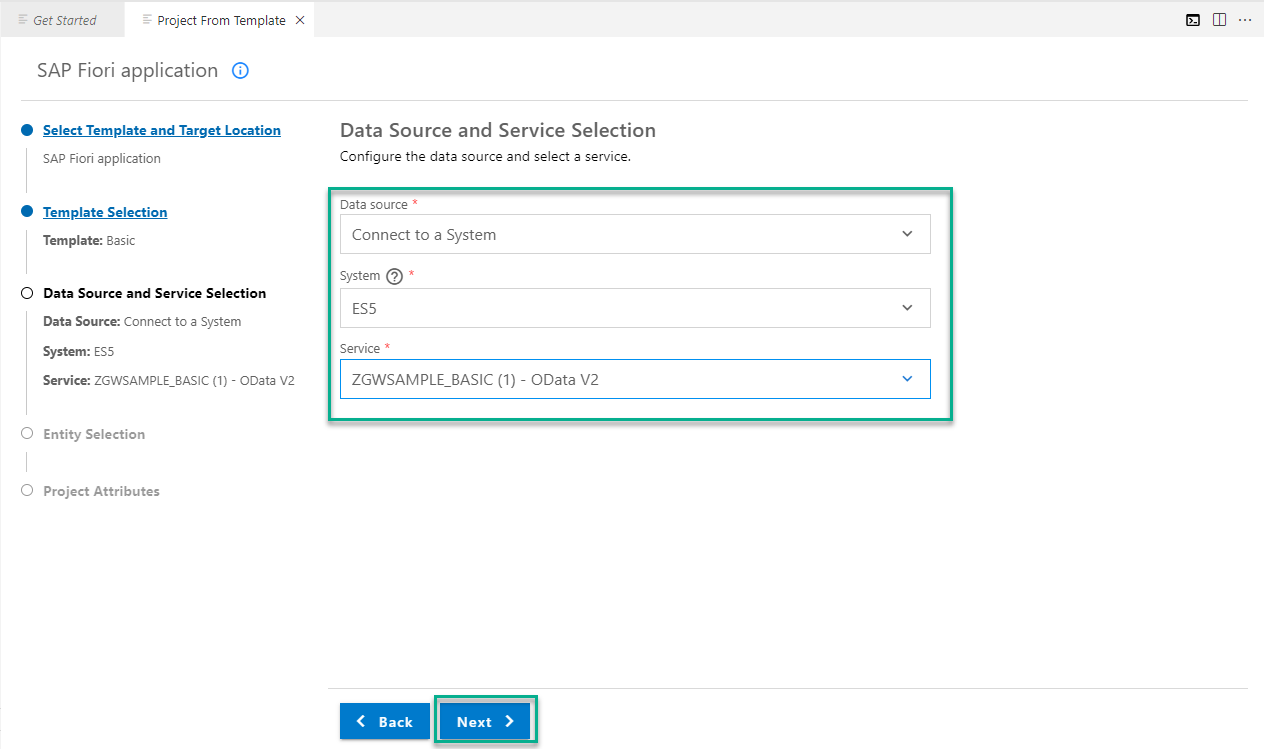 Get Started
Project From Template
SAP Fiori application
Select Template and Target Location
SAP Fiori application
Template Selection
Template: Basic
Data Source and Service Selection
Data Source: Connect to a System
System: ES5
Service: ZGWSAMPLE_BASIC (1) - OData V2
Entity Selection
Project Attributes
Data Source and Service Selection
Configure the data source and select a service.
Data source *
Connect to a System
System ? *
ES5
Service *
ZGWSAMPLE_BASIC (1) - OData V2
Back
Next